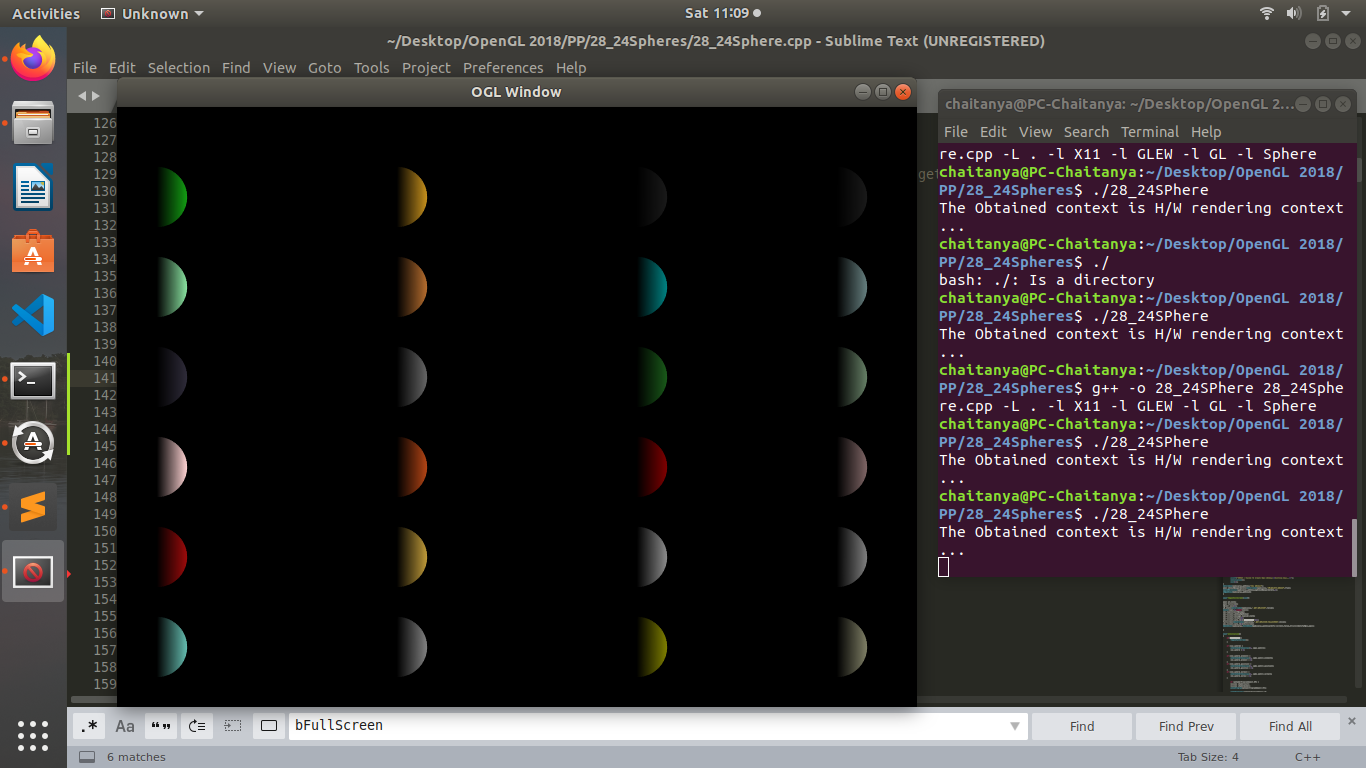 Activities
Unknown
Sat 11:09
~/Desktop/OpenGL 2018/PP/28_24Spheres/28_24Sphere.cpp - Sublime Text (UNREGISTERED)
File Edit Selection Find View Goto Tools Project Preferences Help
OGL Window
126
127
128
129
130
131
132
133
134
135
136
137
138
139
140
141
142
143
144
145
146
147
148
149
150
151
152
153
154
155
156
157
158
159
get
chaitanya@PC-Chaitanya: ~/Desktop/OpenGL 2...
File Edit View Search Terminal Help
re.cpp -L . -l X11 -l GLEW -l GL -l Sphere
chaitanya@PC-Chaitanya:~/Desktop/OpenGL 2018/
PP/28_24Spheres$ ./28_24SPhere
The Obtained context is H/W rendering context
...
chaitanya@PC-Chaitanya:~/Desktop/OpenGL 2018/
PP/28_24Spheres$ ./
bash: ./: Is a directory
chaitanya@PC-Chaitanya:~/Desktop/OpenGL 2018/
PP/28_24Spheres$ ./28_24SPhere
The Obtained context is H/W rendering context
...
chaitanya@PC-Chaitanya:~/Desktop/OpenGL 2018/
PP/28_24Spheres$ g++ -o 28_24SPhere 28_24Sphe
re.cpp -L . -l X11 -l GLEW -l GL -l Sphere
chaitanya@PC-Chaitanya:~/Desktop/OpenGL 2018/
PP/28_24Spheres$ ./28_24SPhere
The Obtained context is H/W rendering context
...
chaitanya@PC-Chaitanya:~/Desktop/OpenGL 2018/
PP/28_24Spheres$ ./28_24SPhere
The Obtained context is H/W rendering context
...
.* Aa “” bFullScreen Find Find Prev Find All
6 matches Tab Size: 4 C++